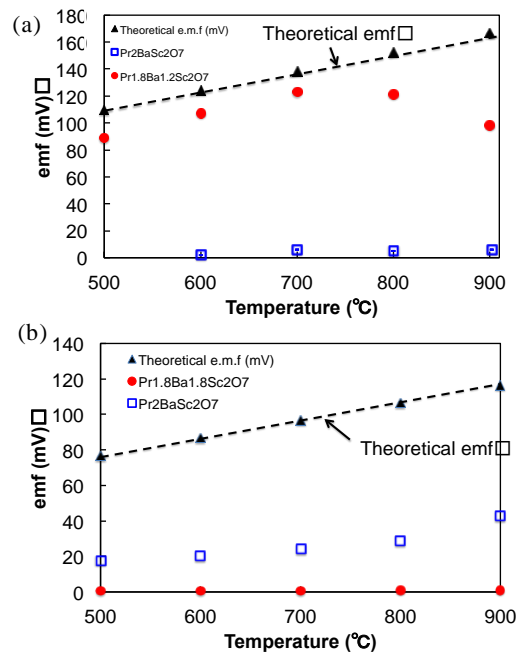 (a)
180
160
140
120
100
80
60
40
20
0
Theoretical e.m.f (mV)
Pr2BaSc2O7
Pr1.8Ba1.2Sc2O7
Theoretical emf□
emf (mV)□
500 600 700 800 900
Temperature (℃)
(b)
140
120
100
80
60
40
20
0
Theoretical e.m.f (mV)
Pr1.8Ba1.8Sc2O7
Pr2BaSc2O7
Theoretical emf□
emf (mV)□
500 600 700 800 900
Temperature (℃)